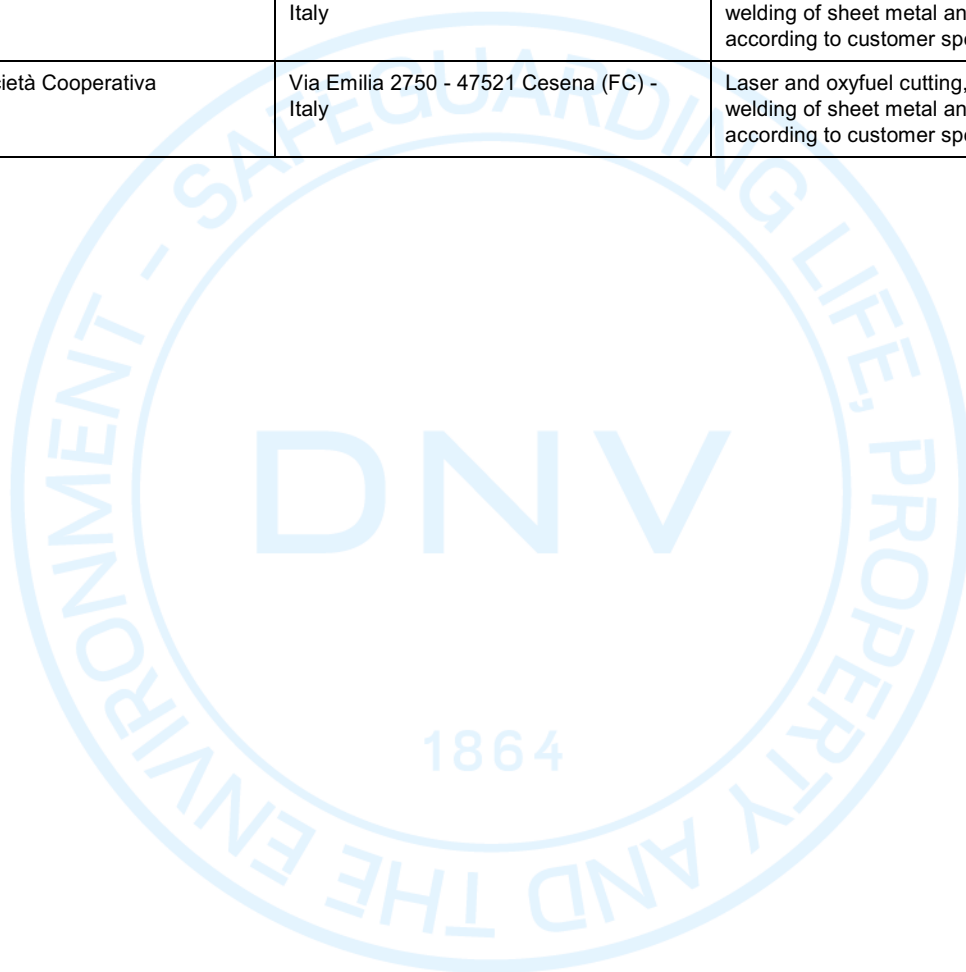 Italy
welding of sheet metal an
according to customer spe
ietà Cooperativa
Via Emilia 2750 - 47521 Cesena (FC) -
Italy
Laser and oxyfuel cutting,
welding of sheet metal an
according to customer spe
SAFEGUARDING LIFE, PROPERTY AND THE ENVIRONMENT -
DNV
1864